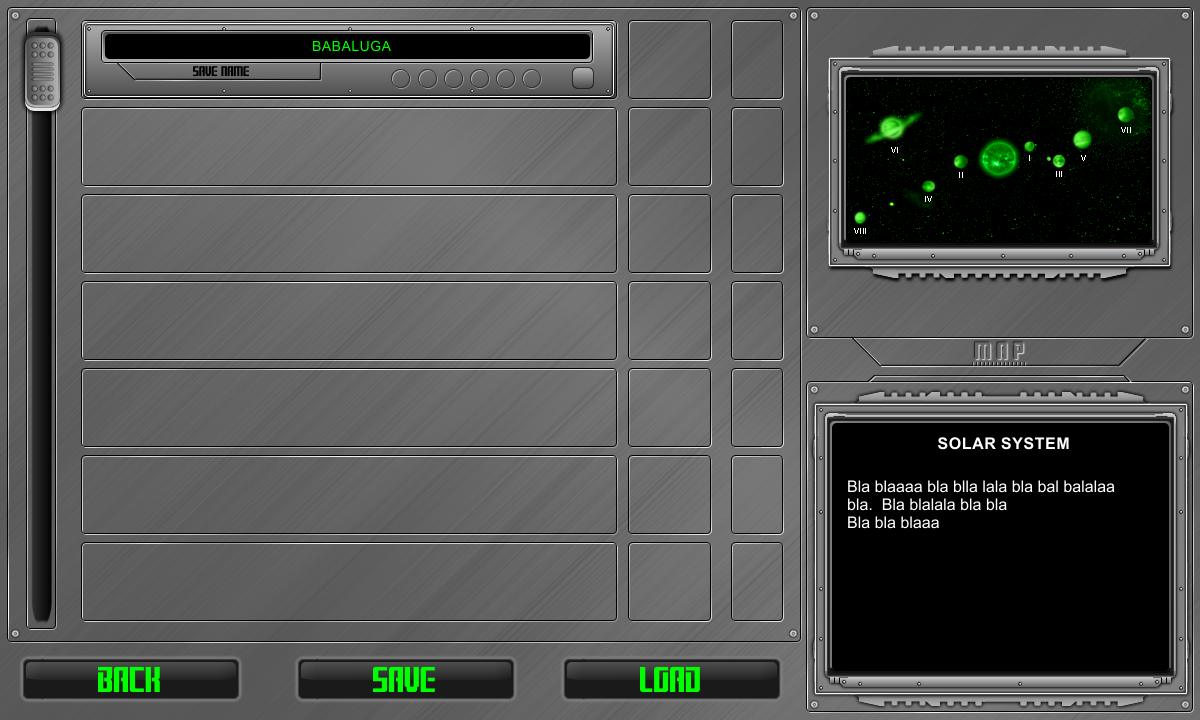 BABALUGA
SAVE NAME
VII
VI
I
V
II
III
IV
VIII
MAP
SOLAR SYSTEM
Bla blaaaa bla blla lala bla bal balalaa
bla.  Bla blalala bla bla
Bla bla blaaa
BACK
SAVE
LOAD